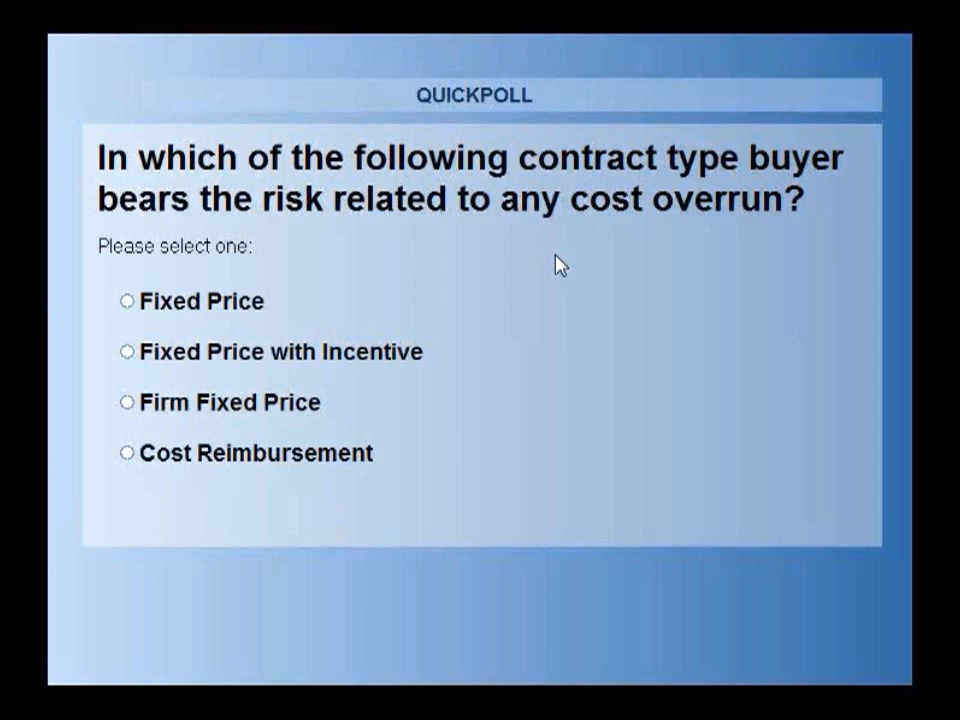 QUICKPOLL
In which of the following contract type buyer
bears the risk related to any cost overrun?
Please select one:
Fixed Price
Fixed Price with Incentive
Firm Fixed Price
Cost Reimbursement